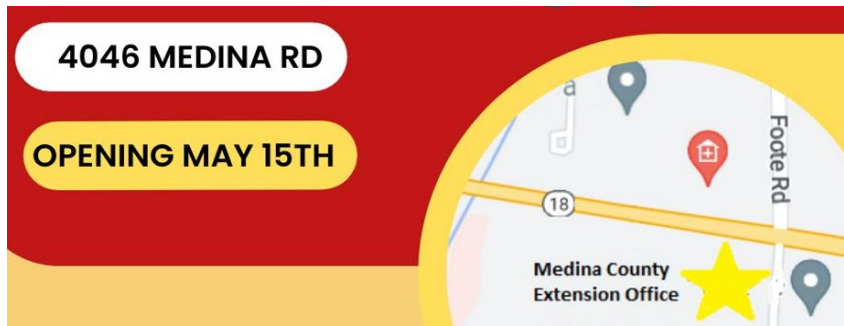 4046 MEDINA RD
OPENING MAY 15TH
a
Foote Rd
18
Medina County
Extension Office